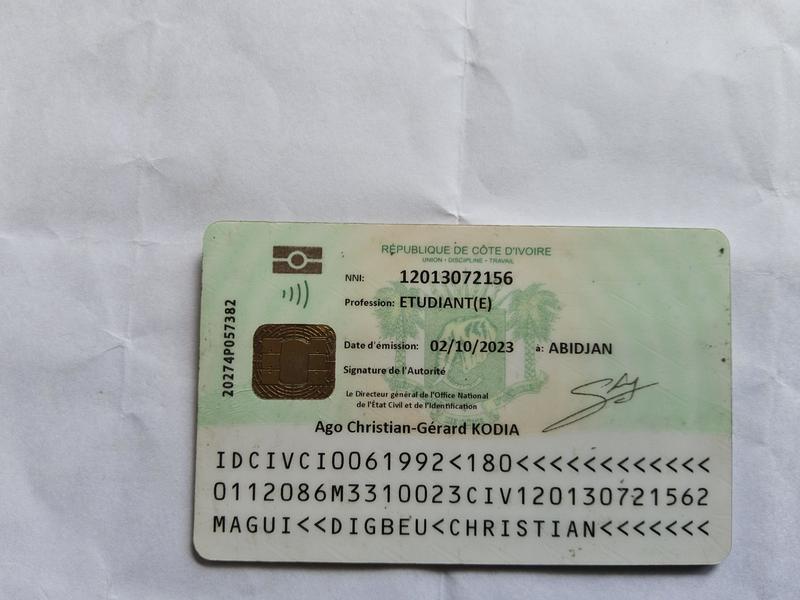 RÉPUBLIQUE DE CÔTE D'IVOIRE
UNION - DISCIPLINE - TRAVAIL
NNI: 12013072156
Profession: ETUDIANT(E)
Date d'émission: 02/10/2023 à: ABIDJAN
Signature de l'Autorité
Le Directeur général de l'Office National
de l'État Civil et de l'Identification
Ago Christian-Gérard KODIA
20274P057382
IDCIVCI0061992<180<<<<<<<<<<<<
0112086M3310023CIV120130721562
MAGUI<<DIGBEU<CHRISTIAN<<<<<<<